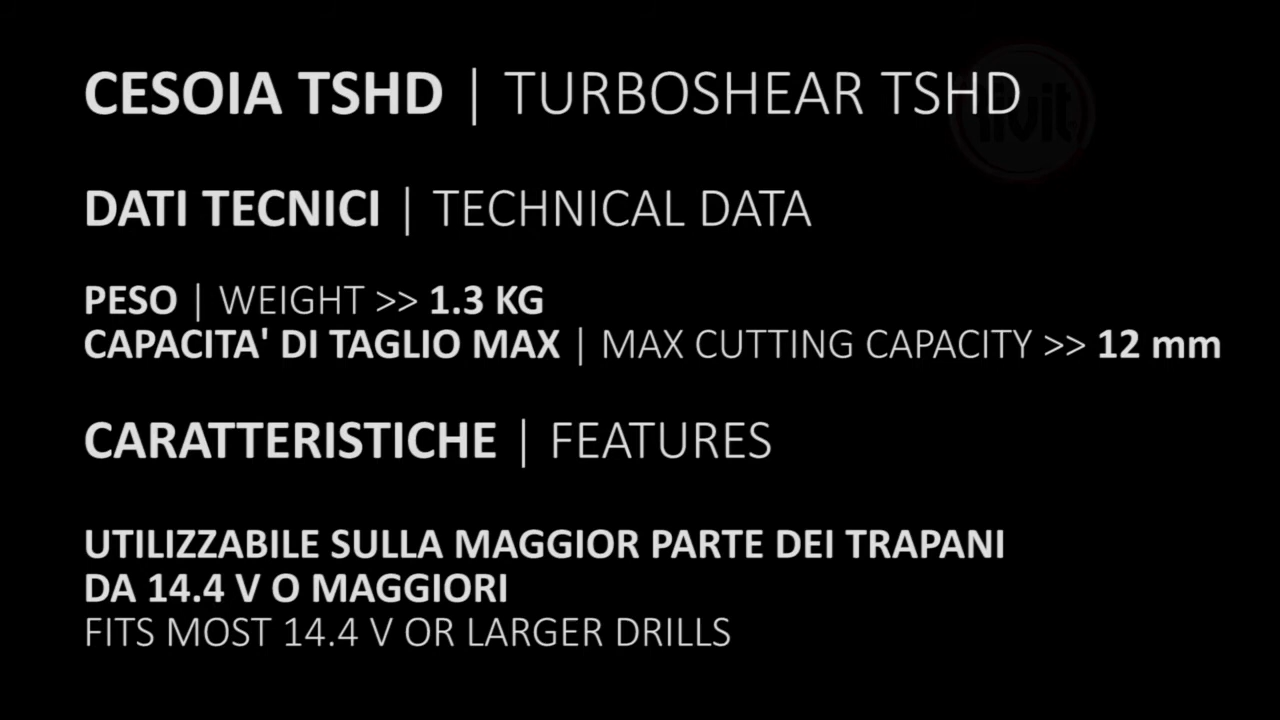 CESOIA TSHD | TURBOSHEAR TSHD
livit
DATI TECNICI | TECHNICAL DATA
PESO | WEIGHT >> 1.3 KG
CAPACITA' DI TAGLIO MAX | MAX CUTTING CAPACITY >> 12 mm
CARATTERISTICHE | FEATURES
UTILIZZABILE SULLA MAGGIOR PARTE DEI TRAPANI
DA 14.4 V O MAGGIORI
FITS MOST 14.4 V OR LARGER DRILLS